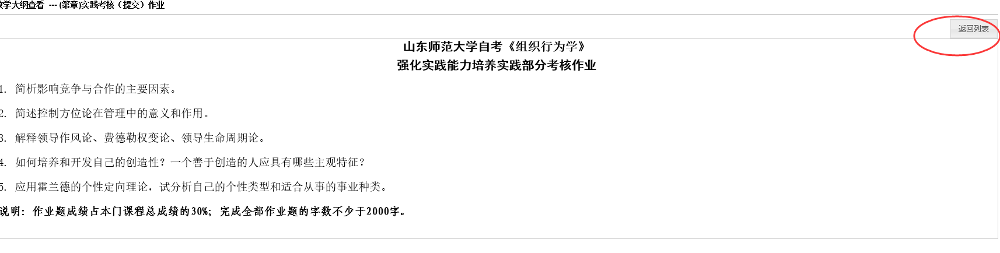 教学大纲查看 --- (第章)实践考核（提交）作业
返回列表
山东师范大学自考《组织行为学》
强化实践能力培养实践部分考核作业
1. 简析影响竞争与合作的主要因素。
2. 简述控制方位论在管理中的意义和作用。
3. 解释领导作风论、费德勒权变论、领导生命周期论。
4. 如何培养和开发自己的创造性？一个善于创造的人应具有哪些主观特征？
5. 应用霍兰德的个性定向理论，试分析自己的个性类型和适合从事的事业种类。
说明：作业题成绩占本门课程总成绩的30%；完成全部作业题的字数不少于2000字。